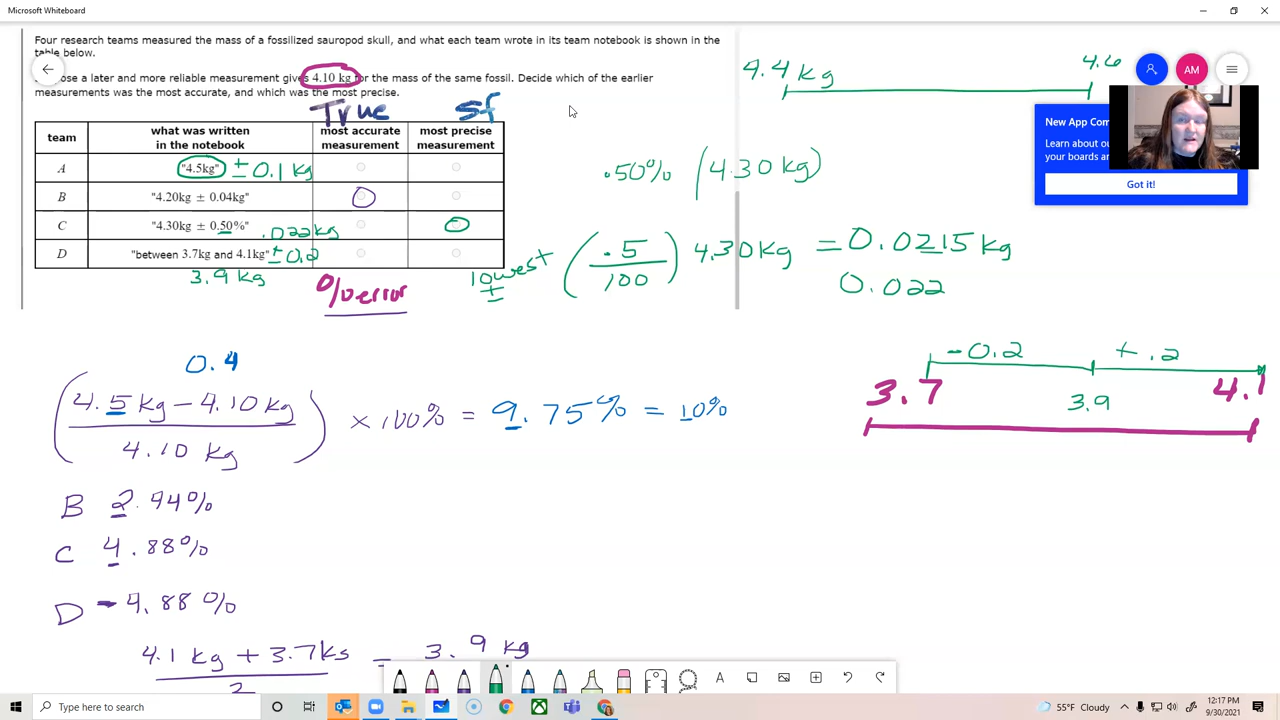 Microsoft Whiteboard
Four research teams measured the mass of a fossilized sauropod skull, and what each team wrote in its team notebook is shown in the
table below.
ose a later and more reliable measurement gives 4.10 kg for the mass of the same fossil. Decide which of the earlier
measurements was the most accurate, and which was the most precise.
True sf
team what was written in the notebook most accurate measurement most precise measurement
A "4.5kg" ± 0.1 kg
B "4.20kg ± 0.04kg"
C "4.30kg ± 0.50%" .022kg
D "between 3.7kg and 4.1kg" ± 0.2
3.9 kg
% error
lowest ±
4.4 kg 4.6
AM
New App Com
Learn about
your boards a
Got it!
.50% (4.30 kg)
(.5/100) 4.30kg = 0.0215 kg
0.022
-0.2 +.2
3.7 3.9 4.1
0.4
(4.5 kg - 4.10 kg / 4.10 kg) x 100% = 9.75% = 10%
B 2.44%
C 4.88%
D -4.88%
4.1 kg + 3.7 kg = 3.9 kg
2
A
Type here to search
55°F Cloudy
12:17 PM
9/30/2021